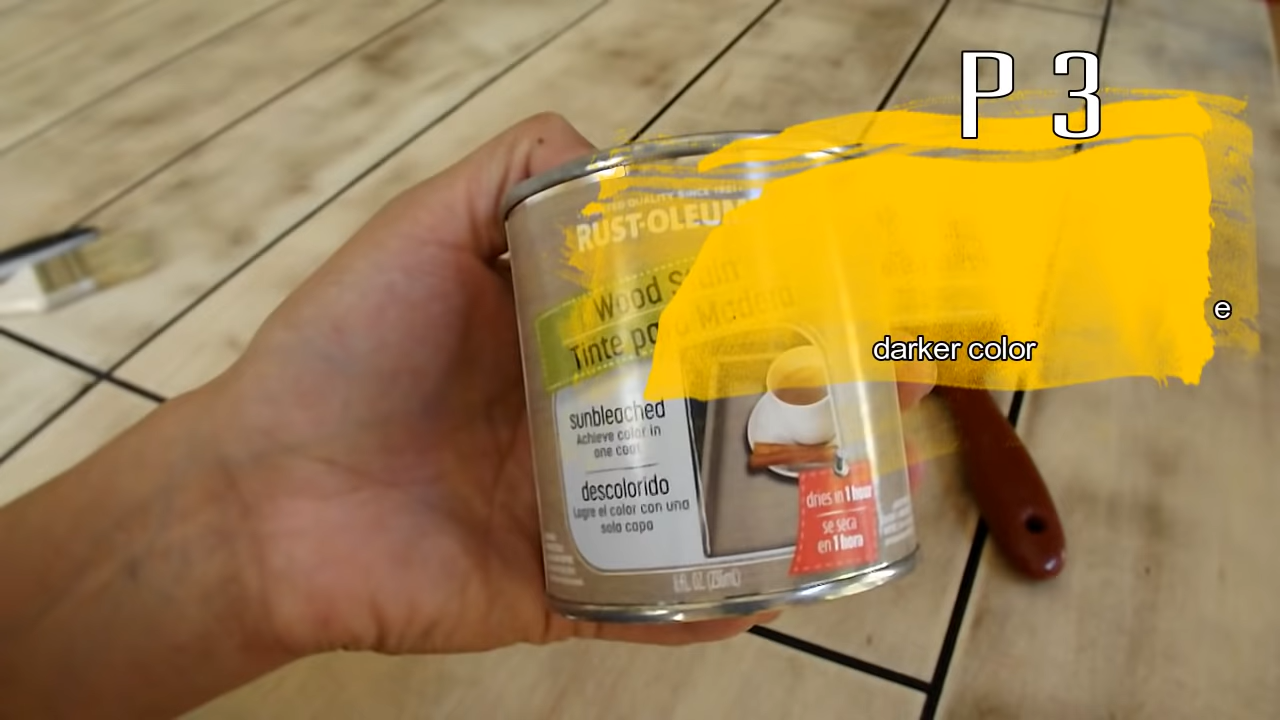 P 3
RUST-OLEUM
Wood Stain
Tinte para Madera
e
darker color
sunbleached
Achieve color in
one coat
descolorido
Logre el color con una
sola capa
dries in 1 hour
se seca
en 1 hora